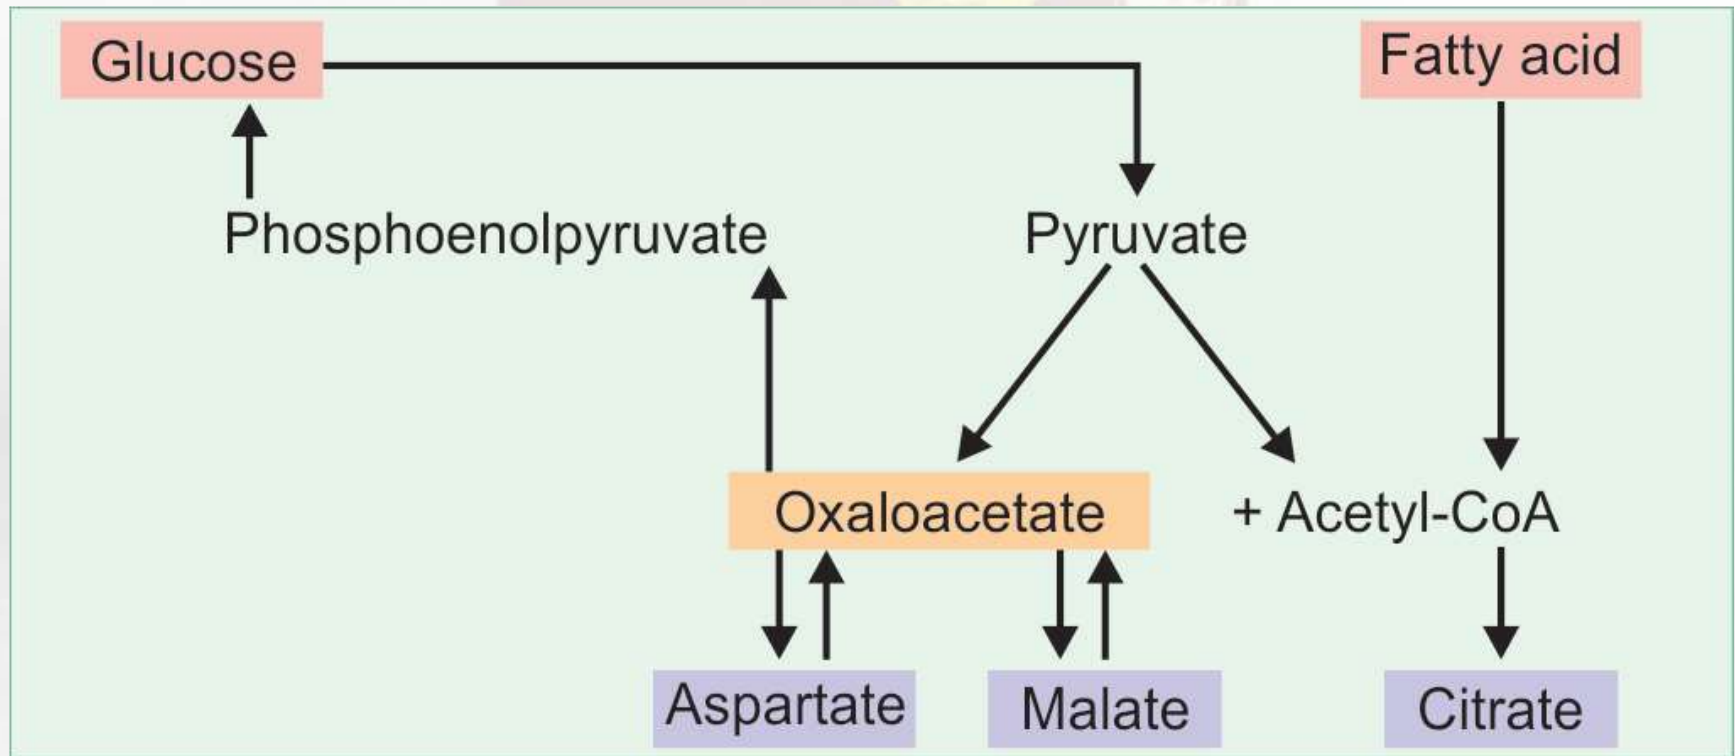 Glucose
Fatty acid
Phosphoenolpyruvate
Pyruvate
Oxaloacetate
+ Acetyl-CoA
Aspartate
Malate
Citrate